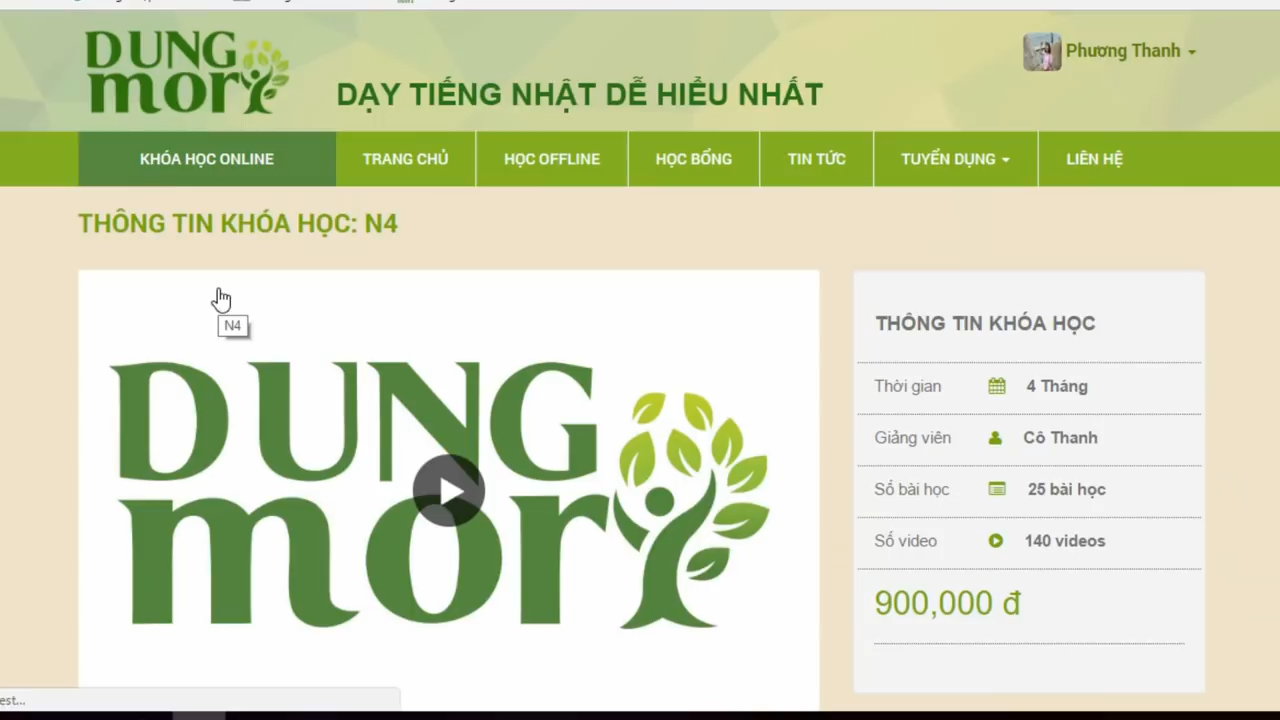 DUNG
mori
Phương Thanh
DẠY TIẾNG NHẬT DỄ HIỂU NHẤT
KHÓA HỌC ONLINE
TRANG CHỦ
HỌC OFFLINE
HỌC BỔNG
TIN TỨC
TUYỂN DỤNG
LIÊN HỆ
THÔNG TIN KHÓA HỌC: N4
N4
DUNG
mori
THÔNG TIN KHÓA HỌC
Thời gian 4 Tháng
Giảng viên Cô Thanh
Số bài học 25 bài học
Số video 140 videos
900,000 đ
est...